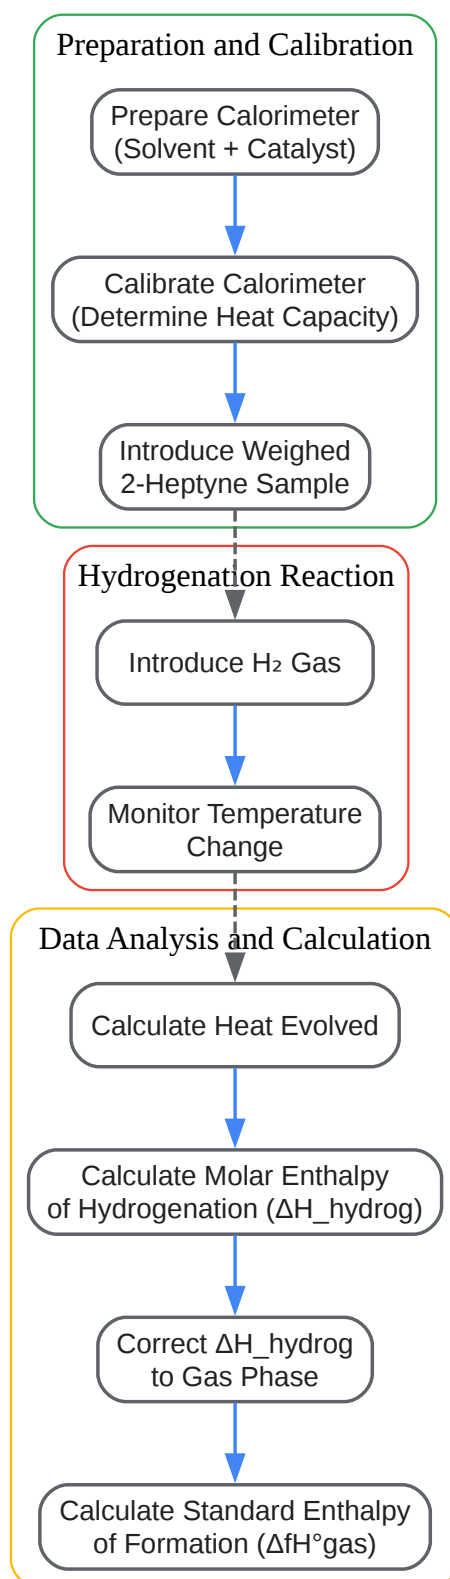 Preparation and Calibration
Prepare Calorimeter
(Solvent + Catalyst)
Calibrate Calorimeter
(Determine Heat Capacity)
Introduce Weighed
2-Heptyne Sample
Hydrogenation Reaction
Introduce H₂ Gas
Monitor Temperature
Change
Data Analysis and Calculation
Calculate Heat Evolved
Calculate Molar Enthalpy
of Hydrogenation (ΔH_hydrog)
Correct ΔH_hydrog
to Gas Phase
Calculate Standard Enthalpy
of Formation (ΔfH°gas)